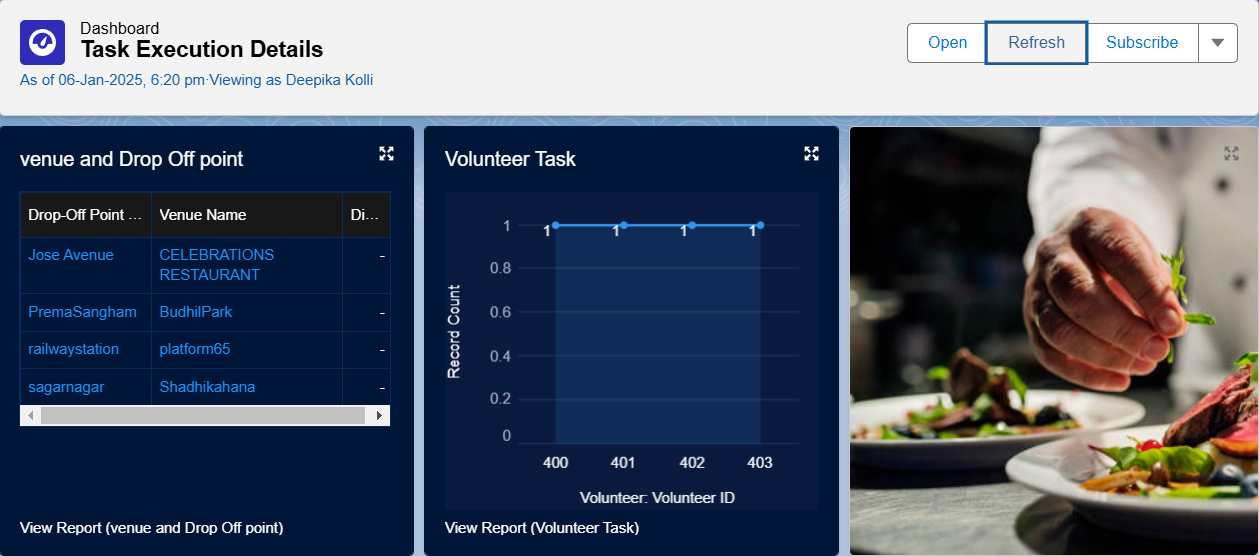 Dashboard
Task Execution Details
As of 06-Jan-2025, 6:20 pm·Viewing as Deepika Kolli
Open
Refresh
Subscribe
venue and Drop Off point
Drop-Off Point ... Venue Name Di...
Jose Avenue CELEBRATIONS -
RESTAURANT
PremaSangham BudhilPark -
railwaystation platform65 -
sagarnagar Shadhikahana -
View Report (venue and Drop Off point)
Volunteer Task
Record Count
1
0.8
0.6
0.4
0.2
0
1 1 1 1
400 401 402 403
Volunteer: Volunteer ID
View Report (Volunteer Task)